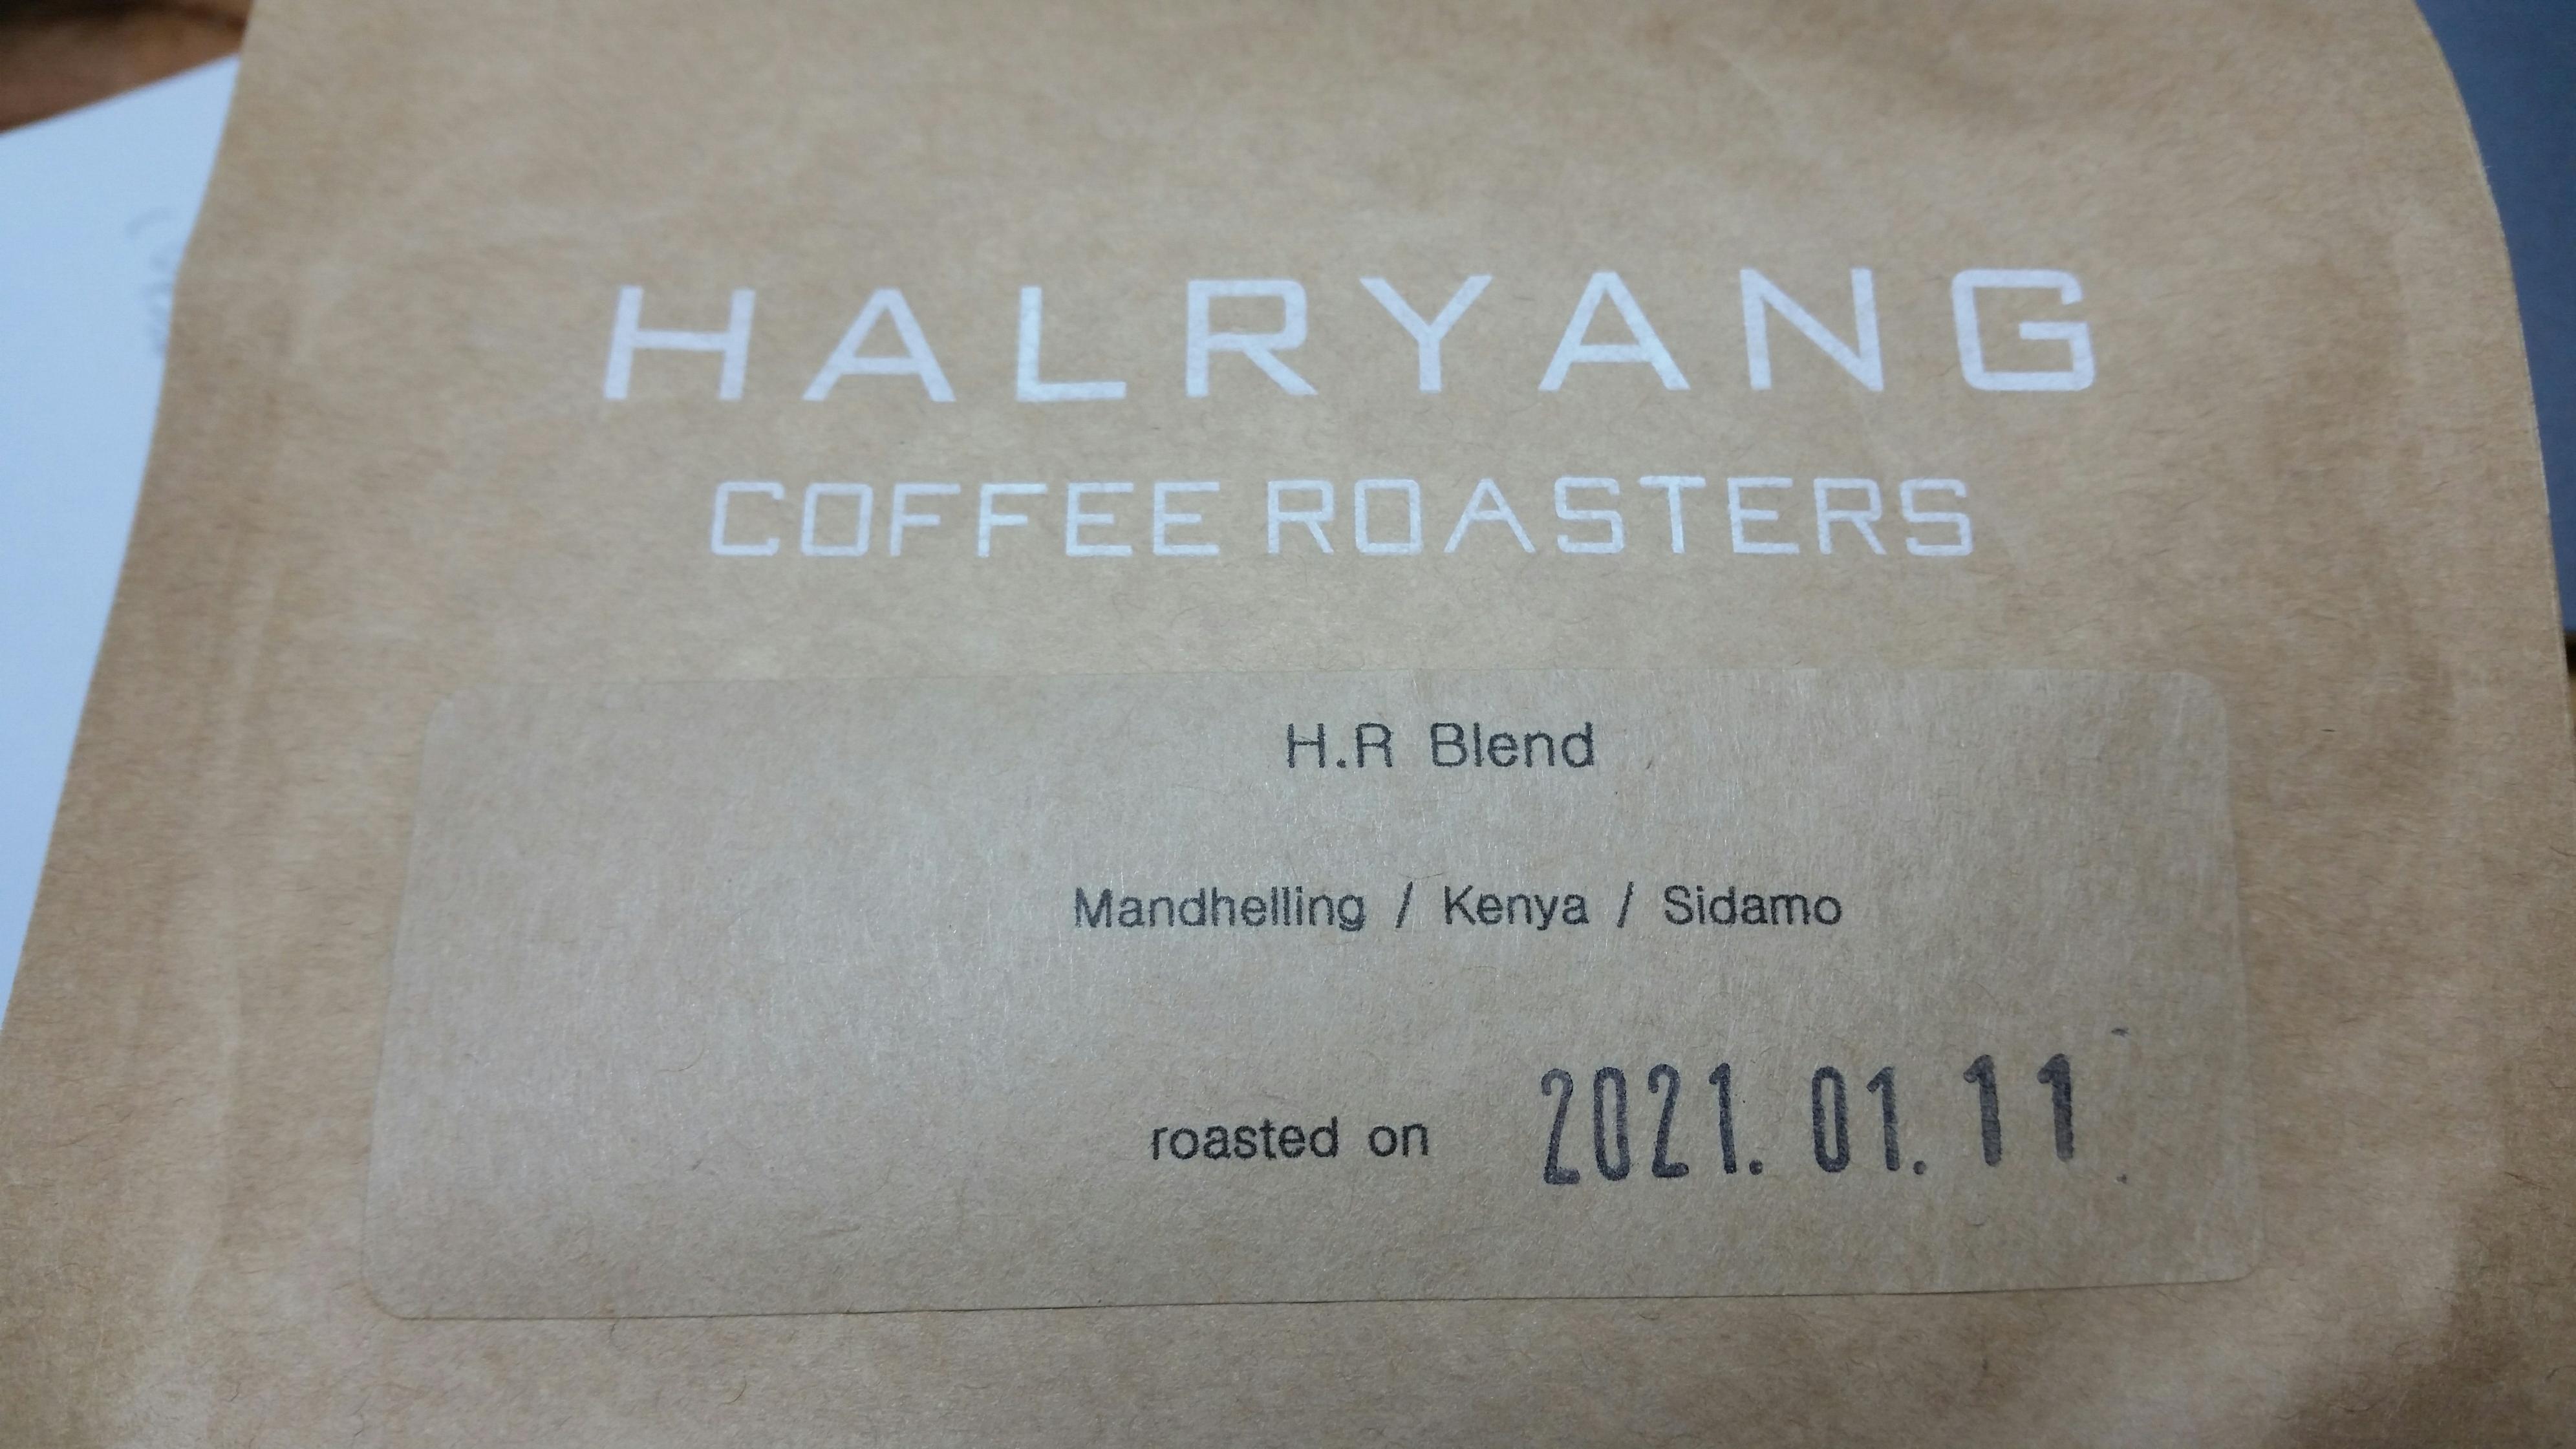 HALRYANG
COFFEE ROASTERS
H.R Blend
Mandhelling / Kenya / Sidamo
roasted on 2021.01.11